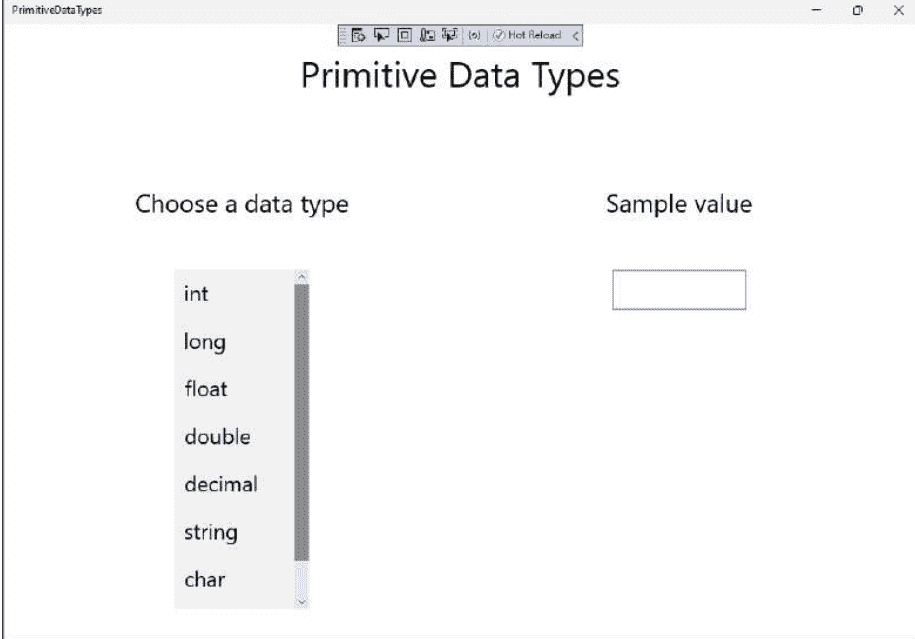 PrimitiveDataTypes
Hot Reload
Primitive Data Types
Choose a data type
Sample value
int
long
float
double
decimal
string
char